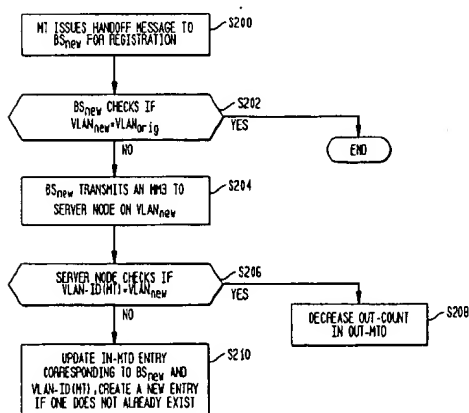 MT ISSUES HANDOFF MESSAGE TO
BSnew FOR REGISTRATION
S200
BSnew CHECKS IF
VLANnew=VLANorig
S202
YES
END
NO
BSnew TRANSMITS AN MM3 TO
SERVER NODE ON VLANnew
S204
SERVER NODE CHECKS IF
VLAN-ID(MT)=VLANnew
S206
YES
DECREASE OUT-COUNT
IN OUT-MTD
S208
NO
UPDATE IN-MTD ENTRY
CORRESPONDING TO BSnew AND
VLAN-ID(MT),CREATE A NEW ENTRY
IF ONE DOES NOT ALREADY EXIST
S210